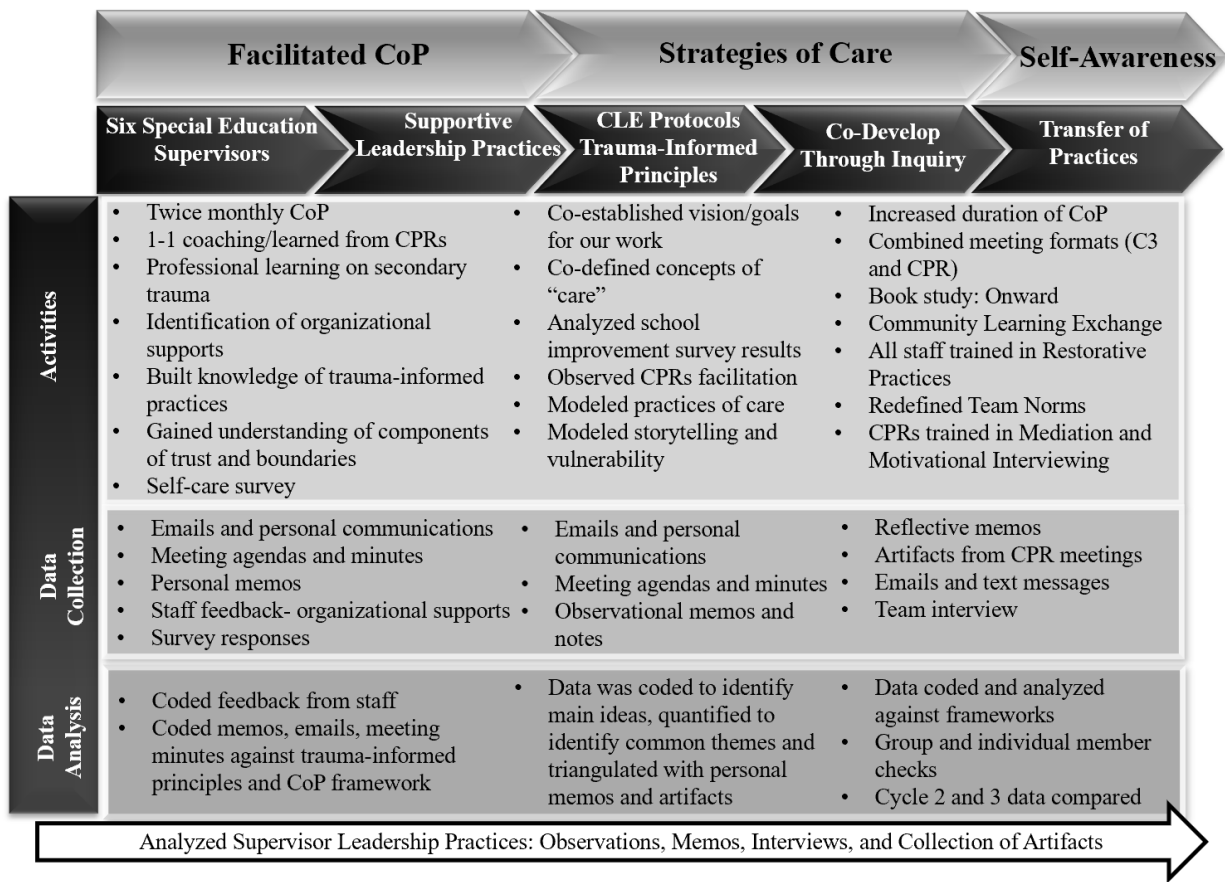 Facilitated CoP
Strategies of Care
Self-Awareness
Six Special Education
Supervisors
Supportive
Leadership Practices
CLE Protocols
Trauma-Informed
Principles
Co-Develop
Through Inquiry
Transfer of
Practices
Activities
• Twice monthly CoP
• 1-1 coaching/learned from CPRs
• Professional learning on secondary
trauma
• Identification of organizational
supports
• Built knowledge of trauma-informed
practices
• Gained understanding of components
of trust and boundaries
• Self-care survey
• Co-established vision/goals
for our work
• Co-defined concepts of
“care”
• Analyzed school
improvement survey results
• Observed CPRs facilitation
• Modeled practices of care
• Modeled storytelling and
vulnerability
• Increased duration of CoP
• Combined meeting formats (C3
and CPR)
• Book study: Onward
• Community Learning Exchange
• All staff trained in Restorative
Practices
• Redefined Team Norms
• CPRs trained in Mediation and
Motivational Interviewing
Data
Collection
• Emails and personal communications
• Meeting agendas and minutes
• Personal memos
• Staff feedback- organizational supports
• Survey responses
• Emails and personal
communications
• Meeting agendas and minutes
• Observational memos and
notes
• Reflective memos
• Artifacts from CPR meetings
• Emails and text messages
• Team interview
Data
Analysis
• Coded feedback from staff
• Coded memos, emails, meeting
minutes against trauma-informed
principles and CoP framework
• Data was coded to identify
main ideas, quantified to
identify common themes and
triangulated with personal
memos and artifacts
• Data coded and analyzed
against frameworks
• Group and individual member
checks
• Cycle 2 and 3 data compared
Analyzed Supervisor Leadership Practices: Observations, Memos, Interviews, and Collection of Artifacts